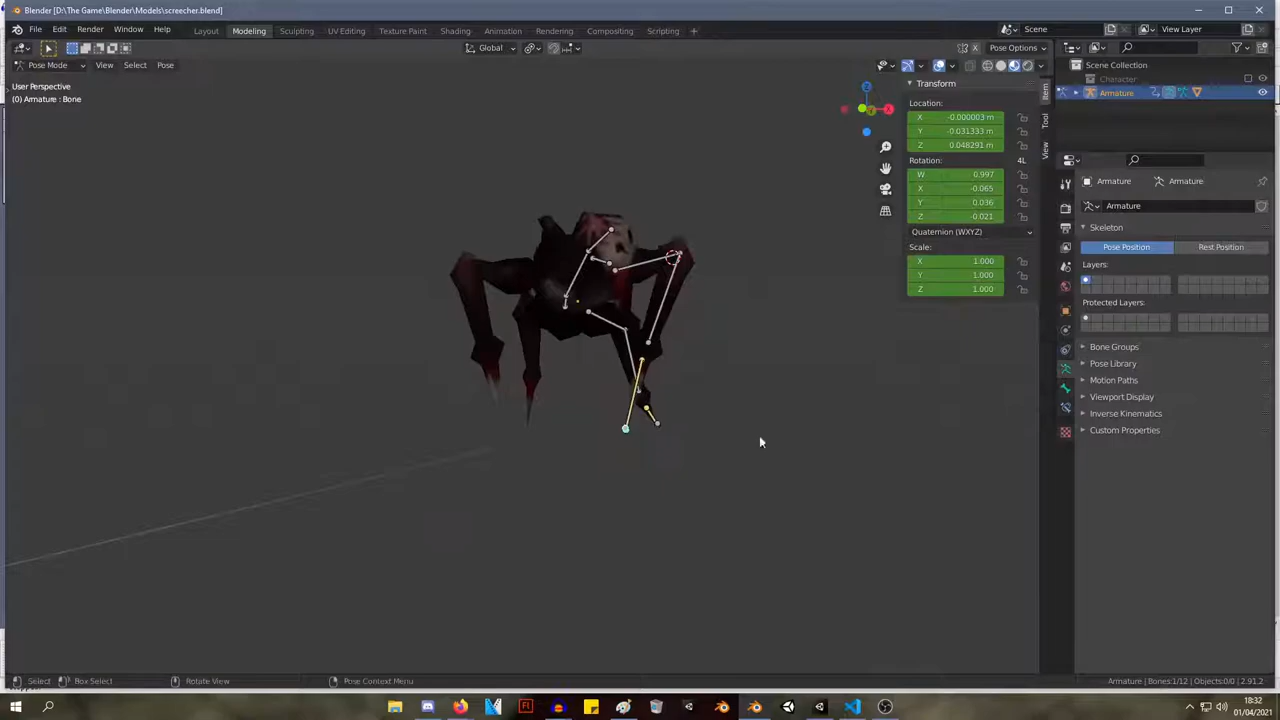 Blender [D:\The Game\Blender\Models\screecher.blend]
File Edit Render Window Help
Layout Modeling Sculpting UV Editing Texture Paint Shading Animation Rendering Compositing Scripting +
Scene View Layer
Global Pose Options
Pose Mode View Select Pose
User Perspective
(0) Armature : Bone
Z
X
Y
Transform
Location:
X -0.000003 m
Y -0.031333 m
Z 0.048291 m
Rotation: 4L
W 0.997
X -0.065
Y 0.036
Z -0.021
Quaternion (WXYZ)
Scale:
X 1.000
Y 1.000
Z 1.000
Item
Tool
View
Scene Collection
Character
Armature
Armature Armature
Armature
Skeleton
Pose Position Rest Position
Layers:
Protected Layers:
Bone Groups
Pose Library
Motion Paths
Viewport Display
Inverse Kinematics
Custom Properties
Select Box Select Rotate View Pose Context Menu
Armature | Bones:1/12 | Objects:0/0 | 2.91.2
Fl
18:32
01/04/2021